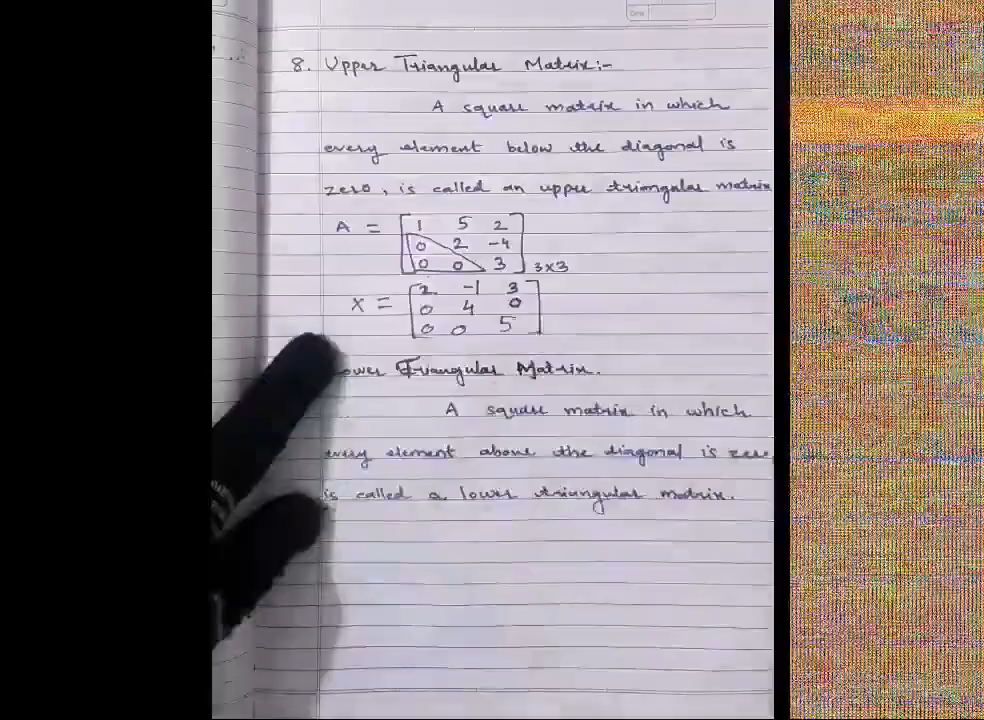 Date
8. Upper Triangular Matrix:-
A square matrix in which
every element below the diagonal is
zero, is called an upper triangular matrix
A = [1 5 2
0 2 -4
0 0 3] 3x3
X = [2 -1 3
0 4 0
0 0 5]
Lower Triangular Matrix.
A square matrix in which
every element above the diagonal is zero,
is called a lower triangular matrix.